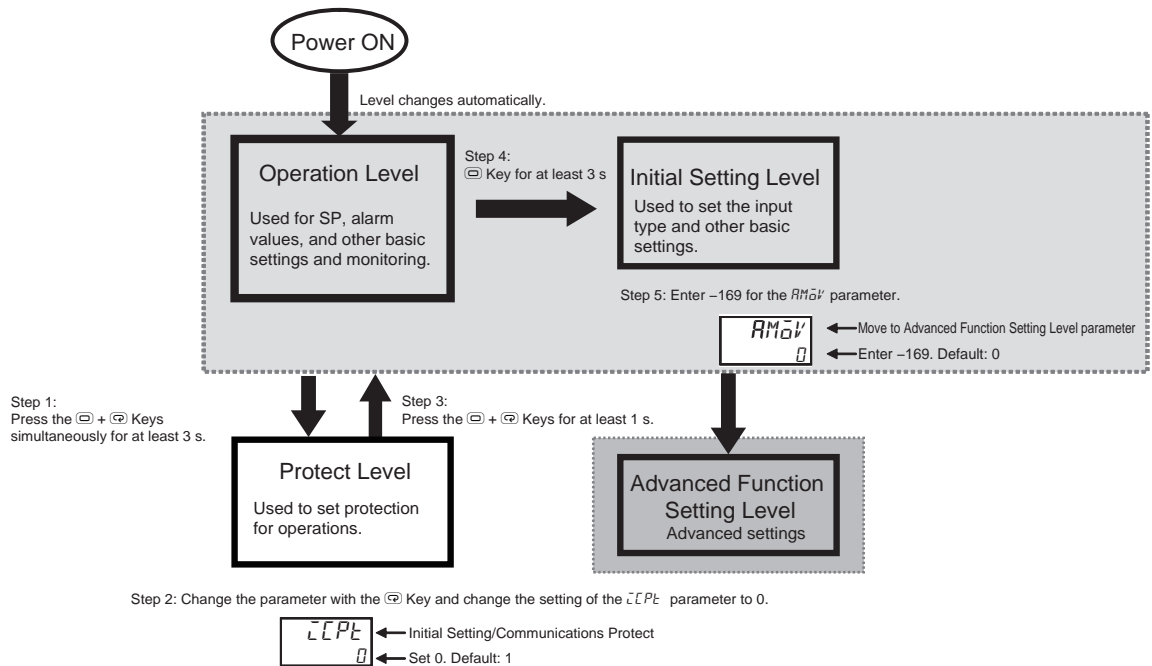 Power ON
Level changes automatically.
Operation Level
Used for SP, alarm
values, and other basic
settings and monitoring.
Step 4:
Key for at least 3 s
Initial Setting Level
Used to set the input
type and other basic
settings.
Step 5: Enter –169 for the AMoV parameter.
AMoV
Move to Advanced Function Setting Level parameter
0
Enter –169. Default: 0
Step 1:
Press the + Keys
simultaneously for at least 3 s.
Step 3:
Press the + Keys for at least 1 s.
Protect Level
Used to set protection
for operations.
Advanced Function
Setting Level
Advanced settings
Step 2: Change the parameter with the Key and change the setting of the iCPt parameter to 0.
iCPt
Initial Setting/Communications Protect
0
Set 0. Default: 1